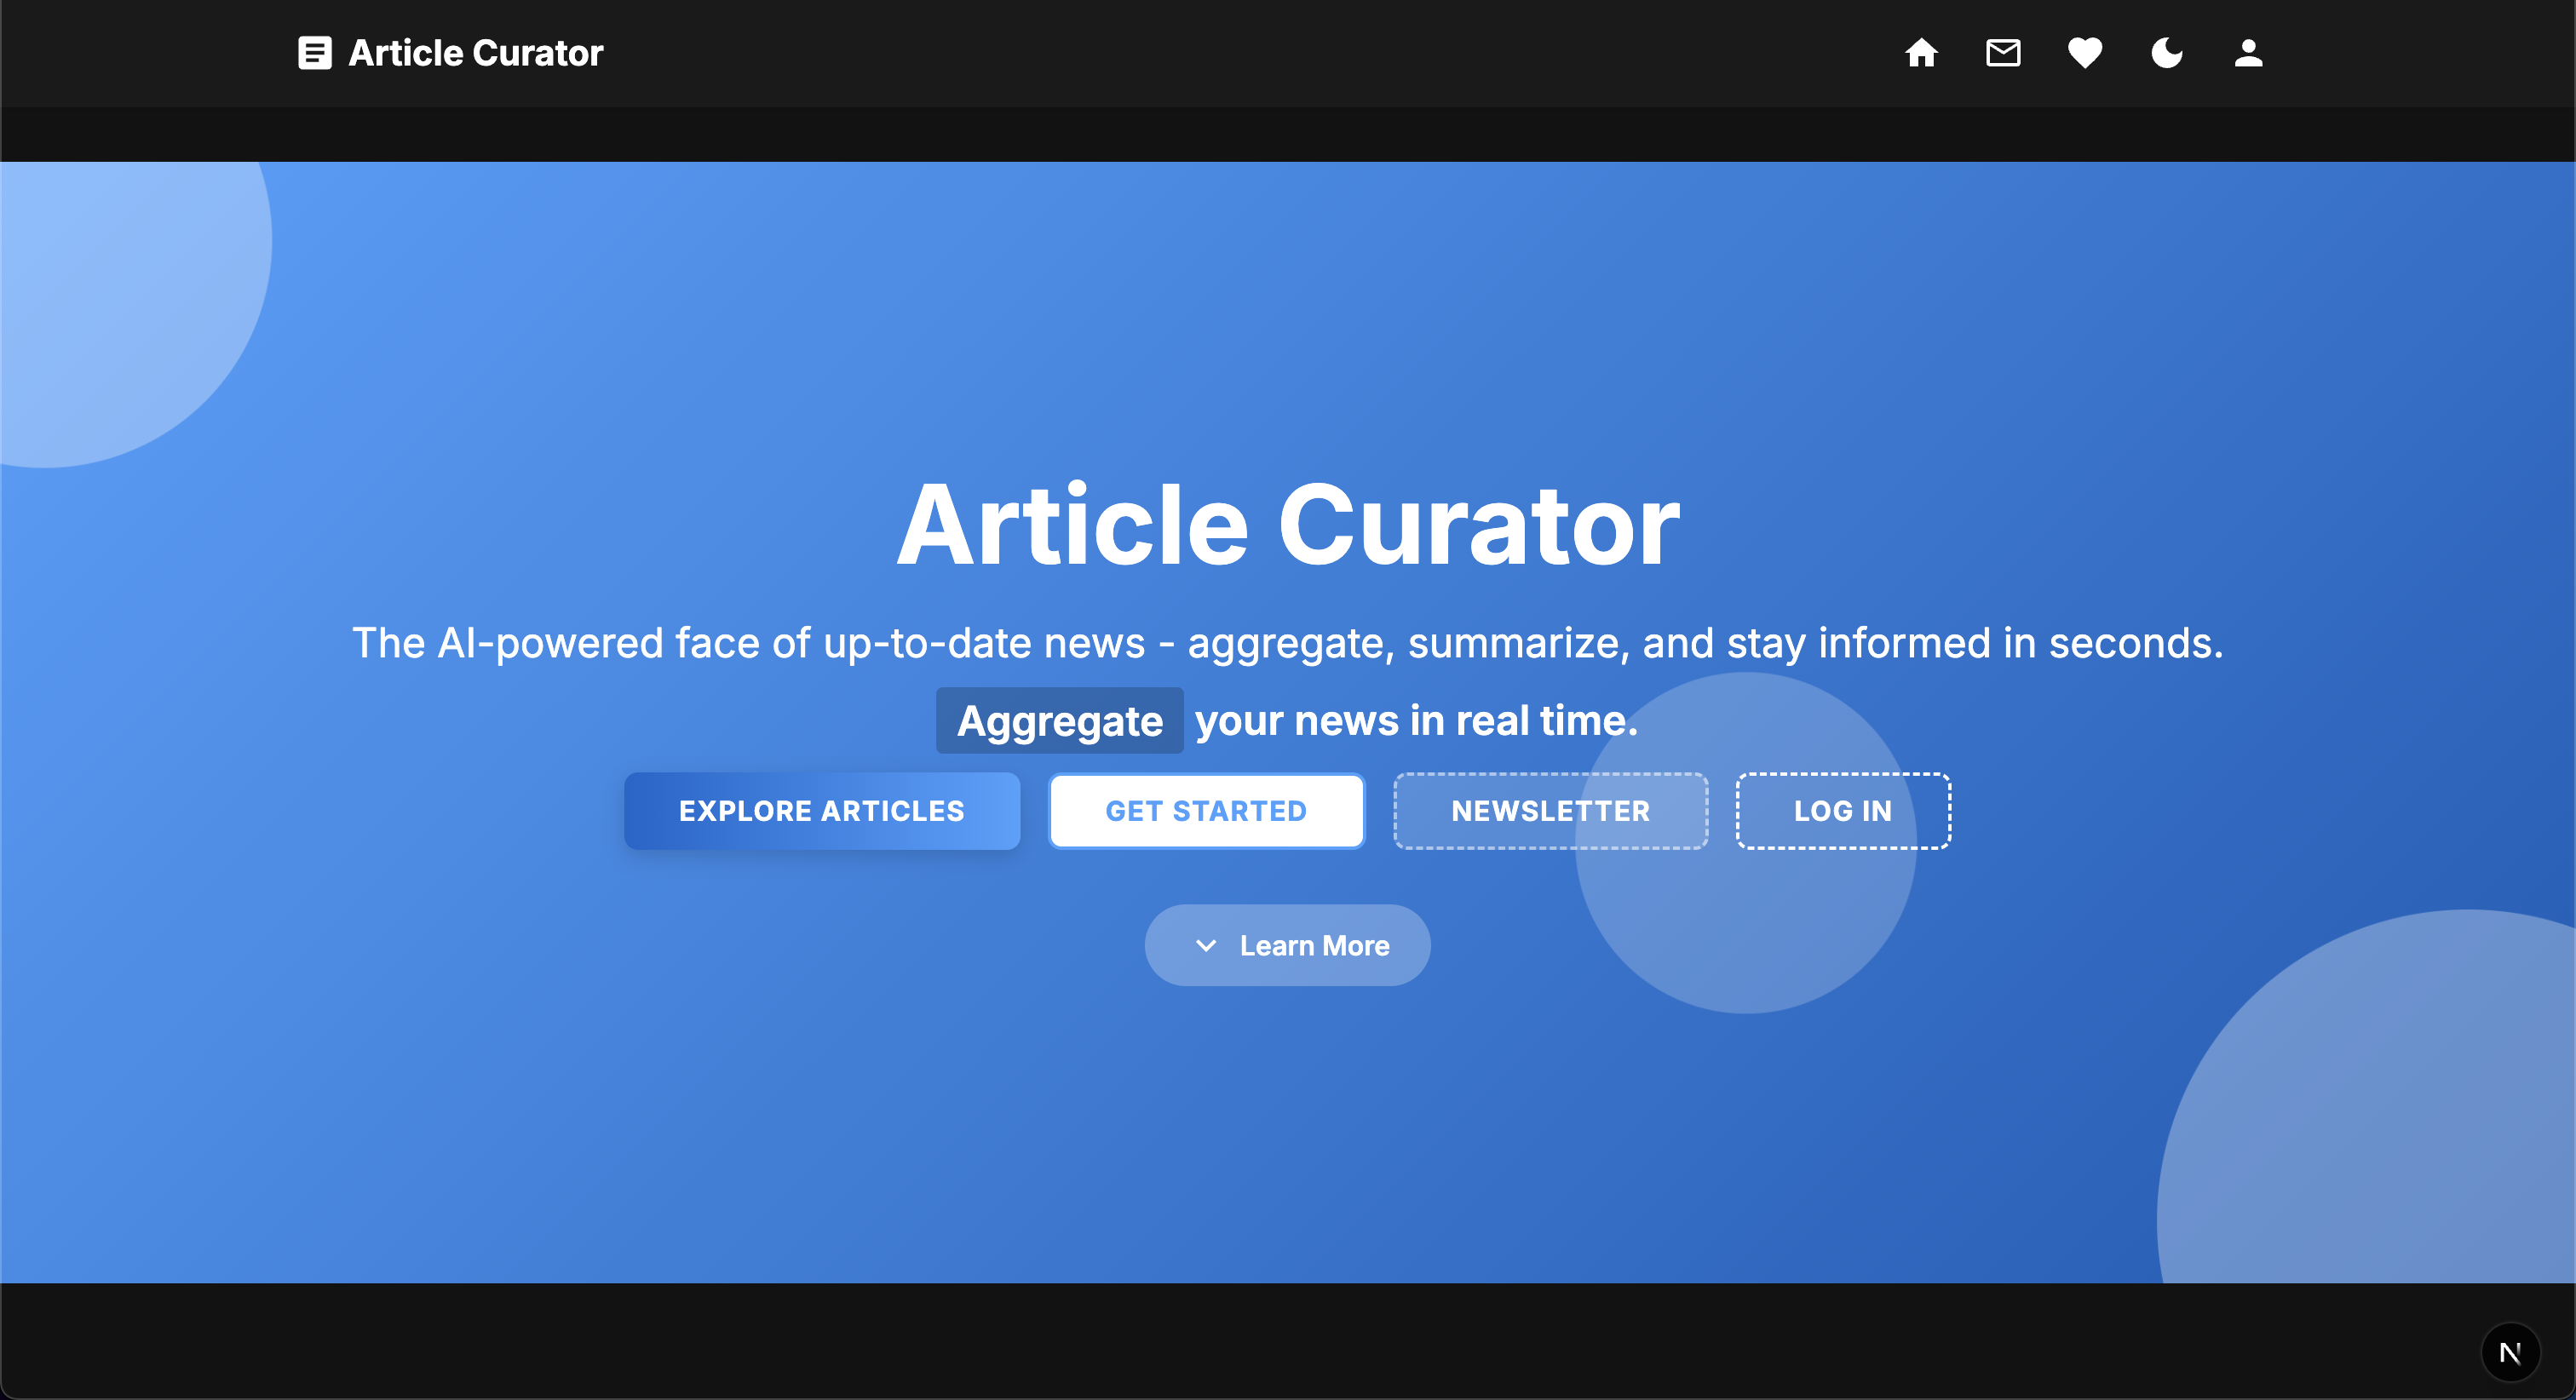 Article Curator
Article Curator
The AI-powered face of up-to-date news - aggregate, summarize, and stay informed in seconds.
Aggregate your news in real time.
EXPLORE ARTICLES GET STARTED NEWSLETTER LOG IN
Learn More
N